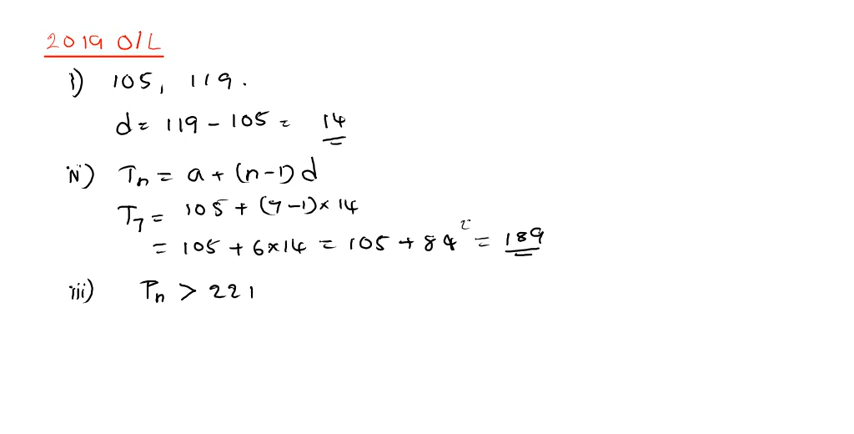 2019 O/L
i) 105, 119.
d = 119 - 105 = 14
ii) Tn = a + (n-1) d
T7 = 105 + (7-1) × 14
= 105 + 6 × 14 = 105 + 84 = 189
iii) Tn > 221